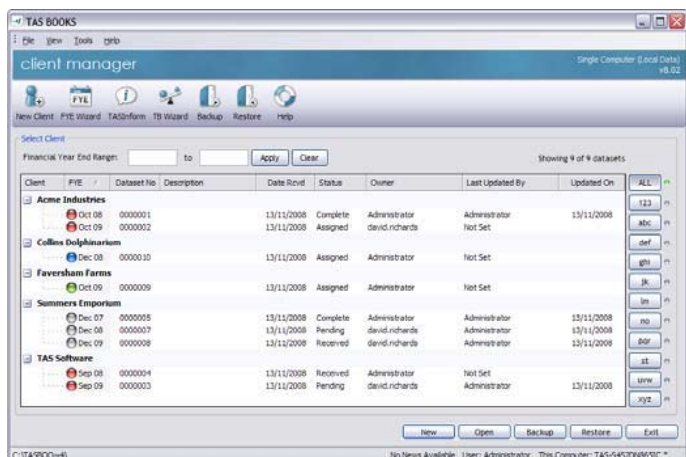 TAS BOOKS
File View Tools Help
client manager
Single Computer (Local Data)
v8.02
New Client FYE Wizard TASInform TB Wizard Backup Restore Help
FYE
Select Client
Financial Year End Range: to Apply Clear Showing 9 of 9 datasets
Client FYE Dataset No Description Date Rcvd Status Owner Last Updated By Updated On
Acme Industries
Oct 08 0000001 13/11/2008 Complete Administrator Administrator 13/11/2008
Oct 09 0000002 13/11/2008 Assigned david.richards Not Set
Collins Dolphinarium
Dec 08 0000010 13/11/2008 Assigned Administrator Not Set
Faversham Farms
Oct 09 0000009 13/11/2008 Assigned Administrator Not Set
Summers Emporium
Dec 07 0000005 13/11/2008 Complete Administrator Administrator 13/11/2008
Dec 08 0000007 13/11/2008 Pending david.richards Administrator 13/11/2008
Dec 09 0000008 13/11/2008 Received david.richards Administrator 13/11/2008
TAS Software
Sep 08 0000004 13/11/2008 Received Administrator Not Set
Sep 09 0000003 13/11/2008 Pending david.richards Administrator 13/11/2008
ALL
123
abc
def
ghi
jk
lm
no
pqr
st
uvw
xyz
New Open Backup Restore Exit
No News Available User: Administrator This Computer: